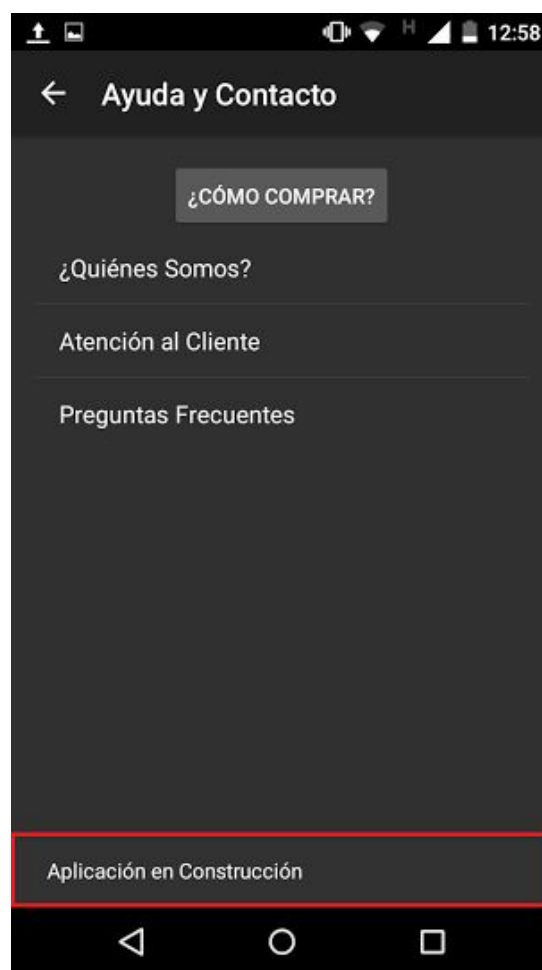 H 12:58
Ayuda y Contacto
¿CÓMO COMPRAR?
¿Quiénes Somos?
Atención al Cliente
Preguntas Frecuentes
Aplicación en Construcción